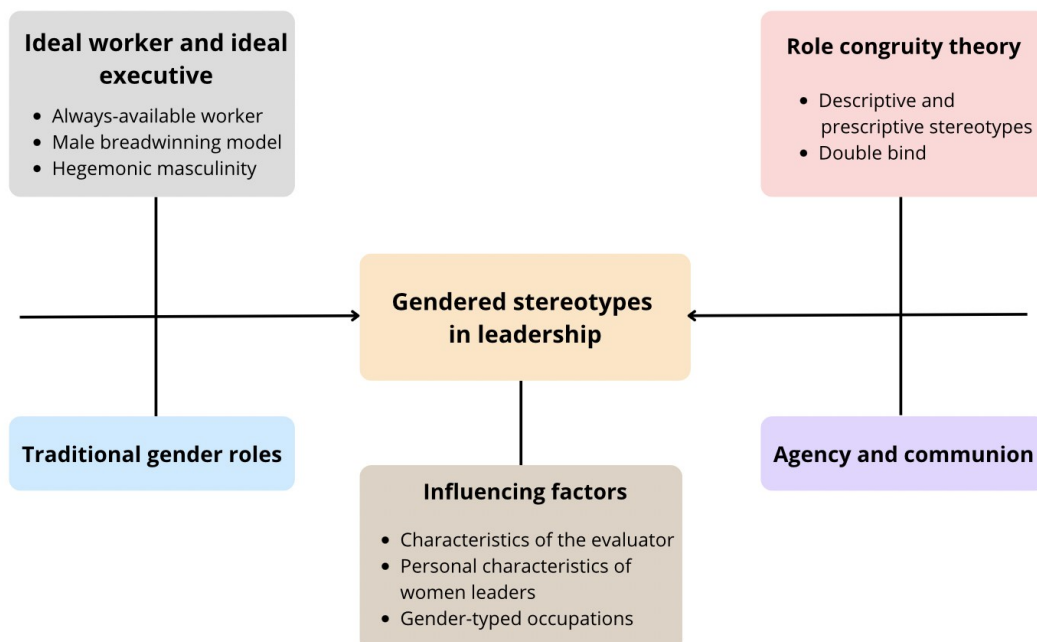 Ideal worker and ideal
executive
• Always-available worker
• Male breadwinning model
• Hegemonic masculinity
Role congruity theory
• Descriptive and
prescriptive stereotypes
• Double bind
Gendered stereotypes
in leadership
Traditional gender roles
Agency and communion
Influencing factors
• Characteristics of the evaluator
• Personal characteristics of
women leaders
• Gender-typed occupations